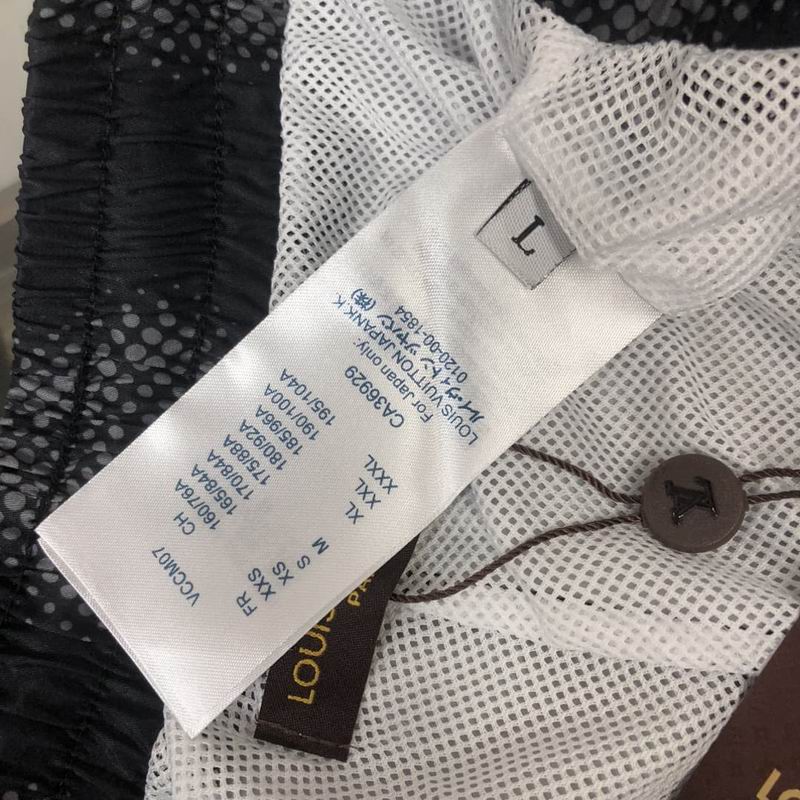 L
VCCM07
FR CH
XXS 160/76A
XS 165/84A
S 170/84A
M 175/88A
180/92A
XL 185/96A
XXL 190/100A
XXXL 195/104A
CA36929
For Japan only:
LOUIS VUITTON JAPAN K.K
ルイ・ヴィトン ジャパン (株)
0120-00-1854
LOUIS
LV